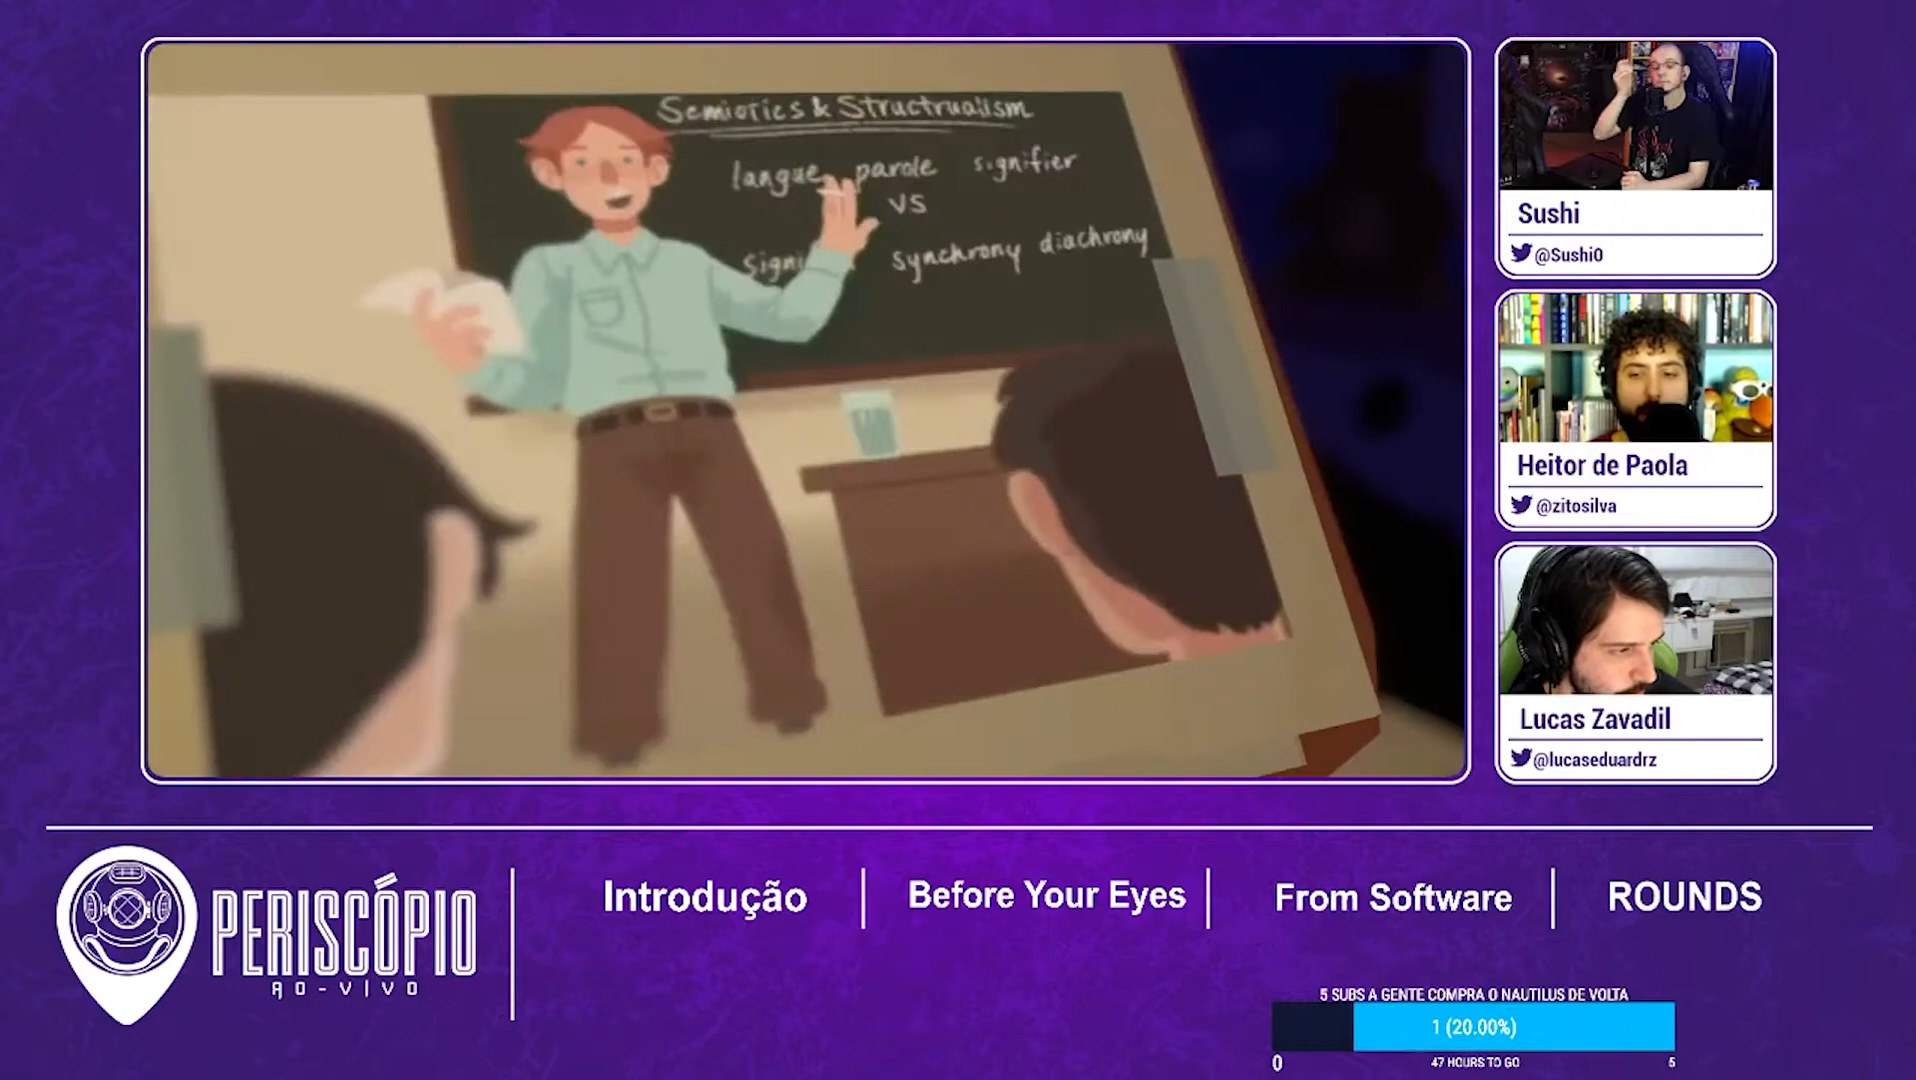 Semiotics & Structrualism
langue parole signifier
vs
synchrony diachrony
Sushi
@Sushi0
Heitor de Paola
@zitosilva
Lucas Zavadil
@lucaseduardrz
PERISCÓPIO
AO-VIVO
Introdução
Before Your Eyes
From Software
ROUNDS
5 SUBS A GENTE COMPRA O NAUTILUS DE VOLTA
1 (20.00%)
0
47 HOURS TO GO
5